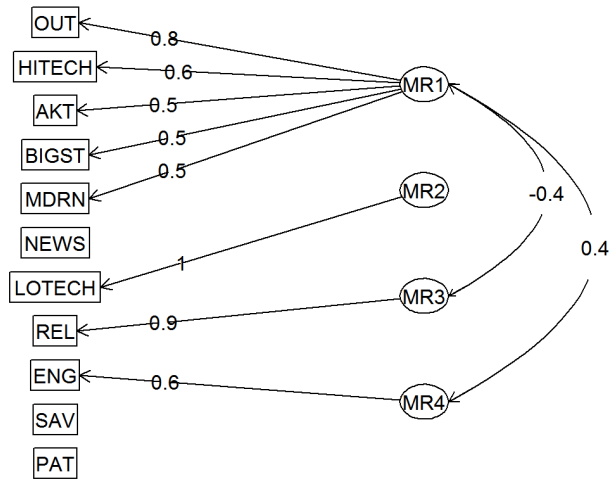 OUT
0.8
HITECH
0.6
MR1
AKT
0.5
BIGST
0.5
MDRN
0.5
MR2
-0.4
NEWS
0.4
LOTECH
1
MR3
REL
0.9
ENG
0.6
MR4
SAV
PAT